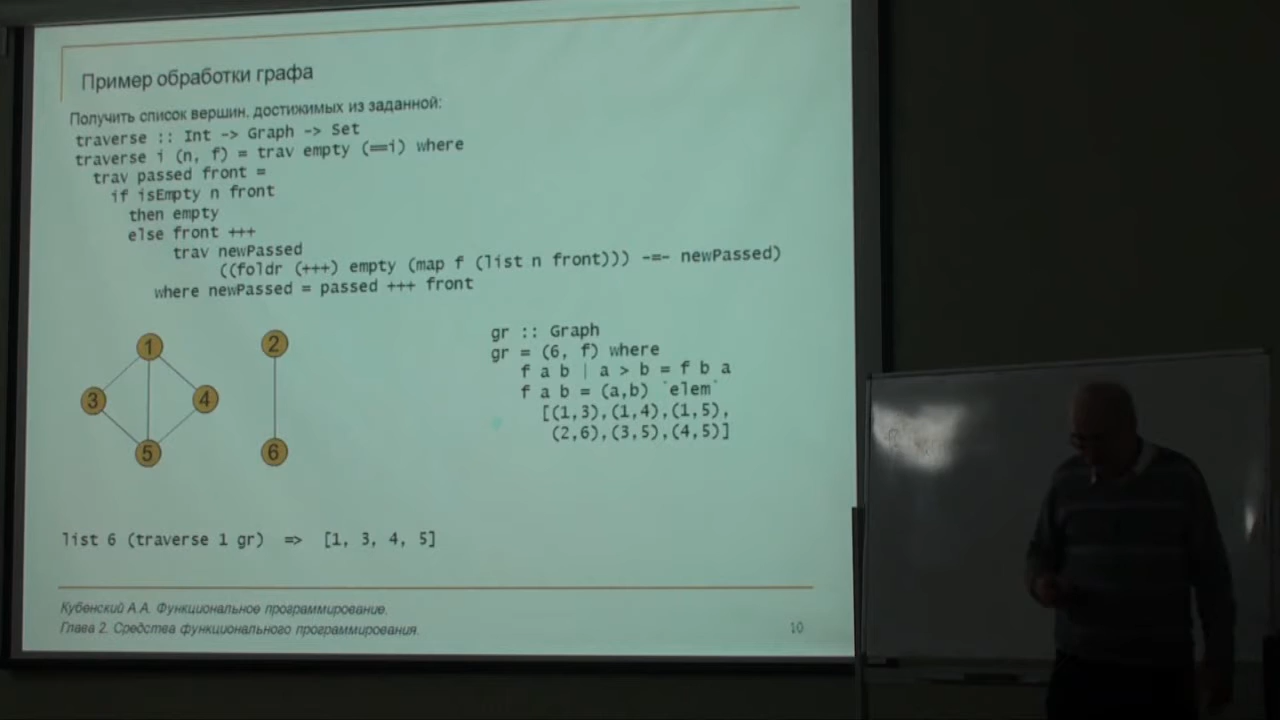 Пример обработки графа
Получить список вершин, достижимых из заданной:
traverse :: Int -> Graph -> Set
traverse i (n, f) = trav empty (==i) where
trav passed front =
if isEmpty n front
then empty
else front +++
trav newPassed
((foldr (+++) empty (map f (list n front))) -=- newPassed)
where newPassed = passed +++ front
1
2
3
4
5
6
gr :: Graph
gr = (6, f) where
f a b | a > b = f b a
f a b = (a,b) `elem`
[(1,3),(1,4),(1,5),
(2,6),(3,5),(4,5)]
list 6 (traverse 1 gr) => [1, 3, 4, 5]
Кубенский А.А. Функциональное программирование.
Глава 2. Средства функционального программирования.
10